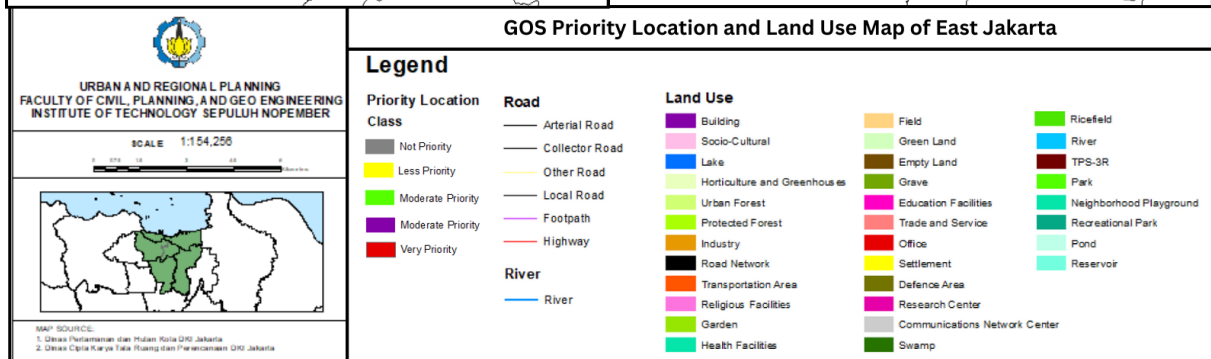 GOS Priority Location and Land Use Map of East Jakarta
URBAN AND REGIONAL PLANNING
FACULTY OF CIVIL, PLANNING, AND GEO ENGINEERING
INSTITUTE OF TECHNOLOGY SEPULUH NOPEMBER
SCALE 1:154,256
Kilometers
MAP SOURCE:
1. Dinas Pertamanan dan Hutan Kota DKI Jakarta
2. Dinas Cipta Karya Tata Ruang dan Perencanaan DKI Jakarta
Legend
Priority Location
Class
Not Priority
Less Priority
Moderate Priority
Moderate Priority
Very Priority
Road
Arterial Road
Collector Road
Other Road
Local Road
Footpath
Highway
River
River
Land Use
Building
Socio-Cultural
Lake
Horticulture and Greenhouses
Urban Forest
Protected Forest
Industry
Road Network
Transportation Area
Religious Facilities
Garden
Health Facilities
Field
Green Land
Empty Land
Grave
Education Facilities
Trade and Service
Office
Settlement
Defence Area
Research Center
Communications Network Center
Swamp
Ricefield
River
TPS-3R
Park
Neighborhood Playground
Recreational Park
Pond
Reservoir